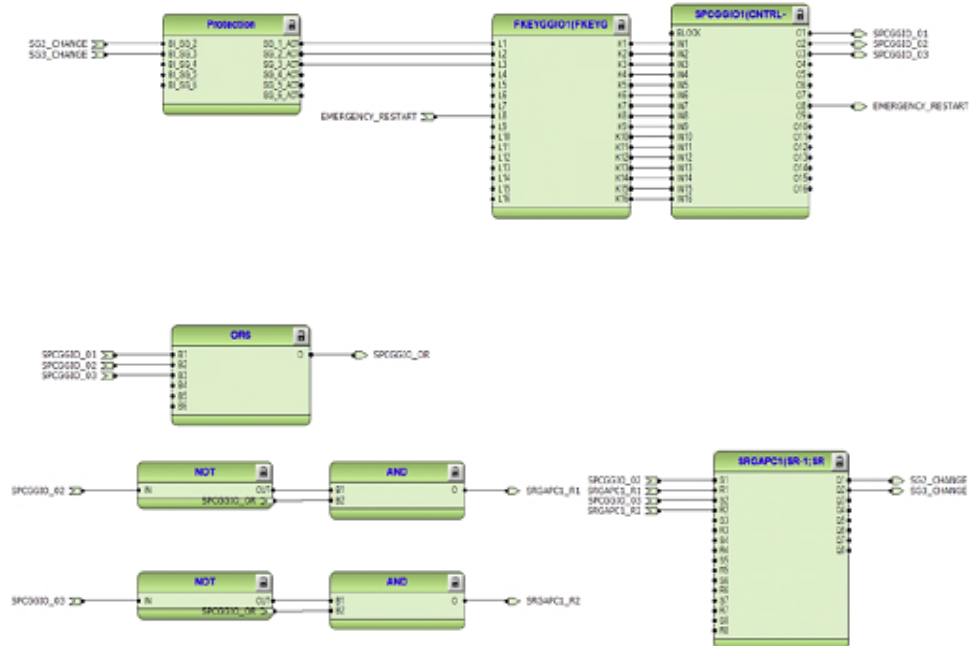 Protection
SG2_CHANGE
SG3_CHANGE
BI_SG_2
BI_SG_3
BI_SG_4
BI_SG_5
BI_SG_6
SG_1_ACT
SG_2_ACT
SG_3_ACT
SG_4_ACT
SG_5_ACT
SG_6_ACT
EMERGENCY_RESTART
FKEYGGIO1(FKEYG
L1
L2
L3
L4
L5
L6
L7
L8
L9
L10
L11
L12
L13
L14
L15
L16
K1
K2
K3
K4
K5
K6
K7
K8
K9
K10
K11
K12
K13
K14
K15
K16
SPCGGIO1(CNTRL-
BLOCK
IN1
IN2
IN3
IN4
IN5
IN6
IN7
IN8
IN9
IN10
IN11
IN12
IN13
IN14
IN15
IN16
O1
O2
O3
O4
O5
O6
O7
O8
O9
O10
O11
O12
O13
O14
O15
O16
SPCGGIO_O1
SPCGGIO_O2
SPCGGIO_O3
EMERGENCY_RESTART
OR6
SPCGGIO_O1
SPCGGIO_O2
SPCGGIO_O3
B1
B2
B3
B4
B5
B6
O
SPCGGIO_OR
NOT
SPCGGIO_O2
IN
OUT
SPCGGIO_OR
AND
B1
B2
O
SRGAPC1_R1
NOT
SPCGGIO_O3
IN
OUT
SPCGGIO_OR
AND
B1
B2
O
SRGAPC1_R2
SRGAPC1(SR-1;SR
SPCGGIO_O2
SRGAPC1_R1
SPCGGIO_O3
SRGAPC1_R2
S1
R1
S2
R2
S3
R3
S4
R4
S5
R5
S6
R6
S7
R7
S8
R8
Q1
Q2
Q3
Q4
Q5
Q6
Q7
Q8
SG2_CHANGE
SG3_CHANGE